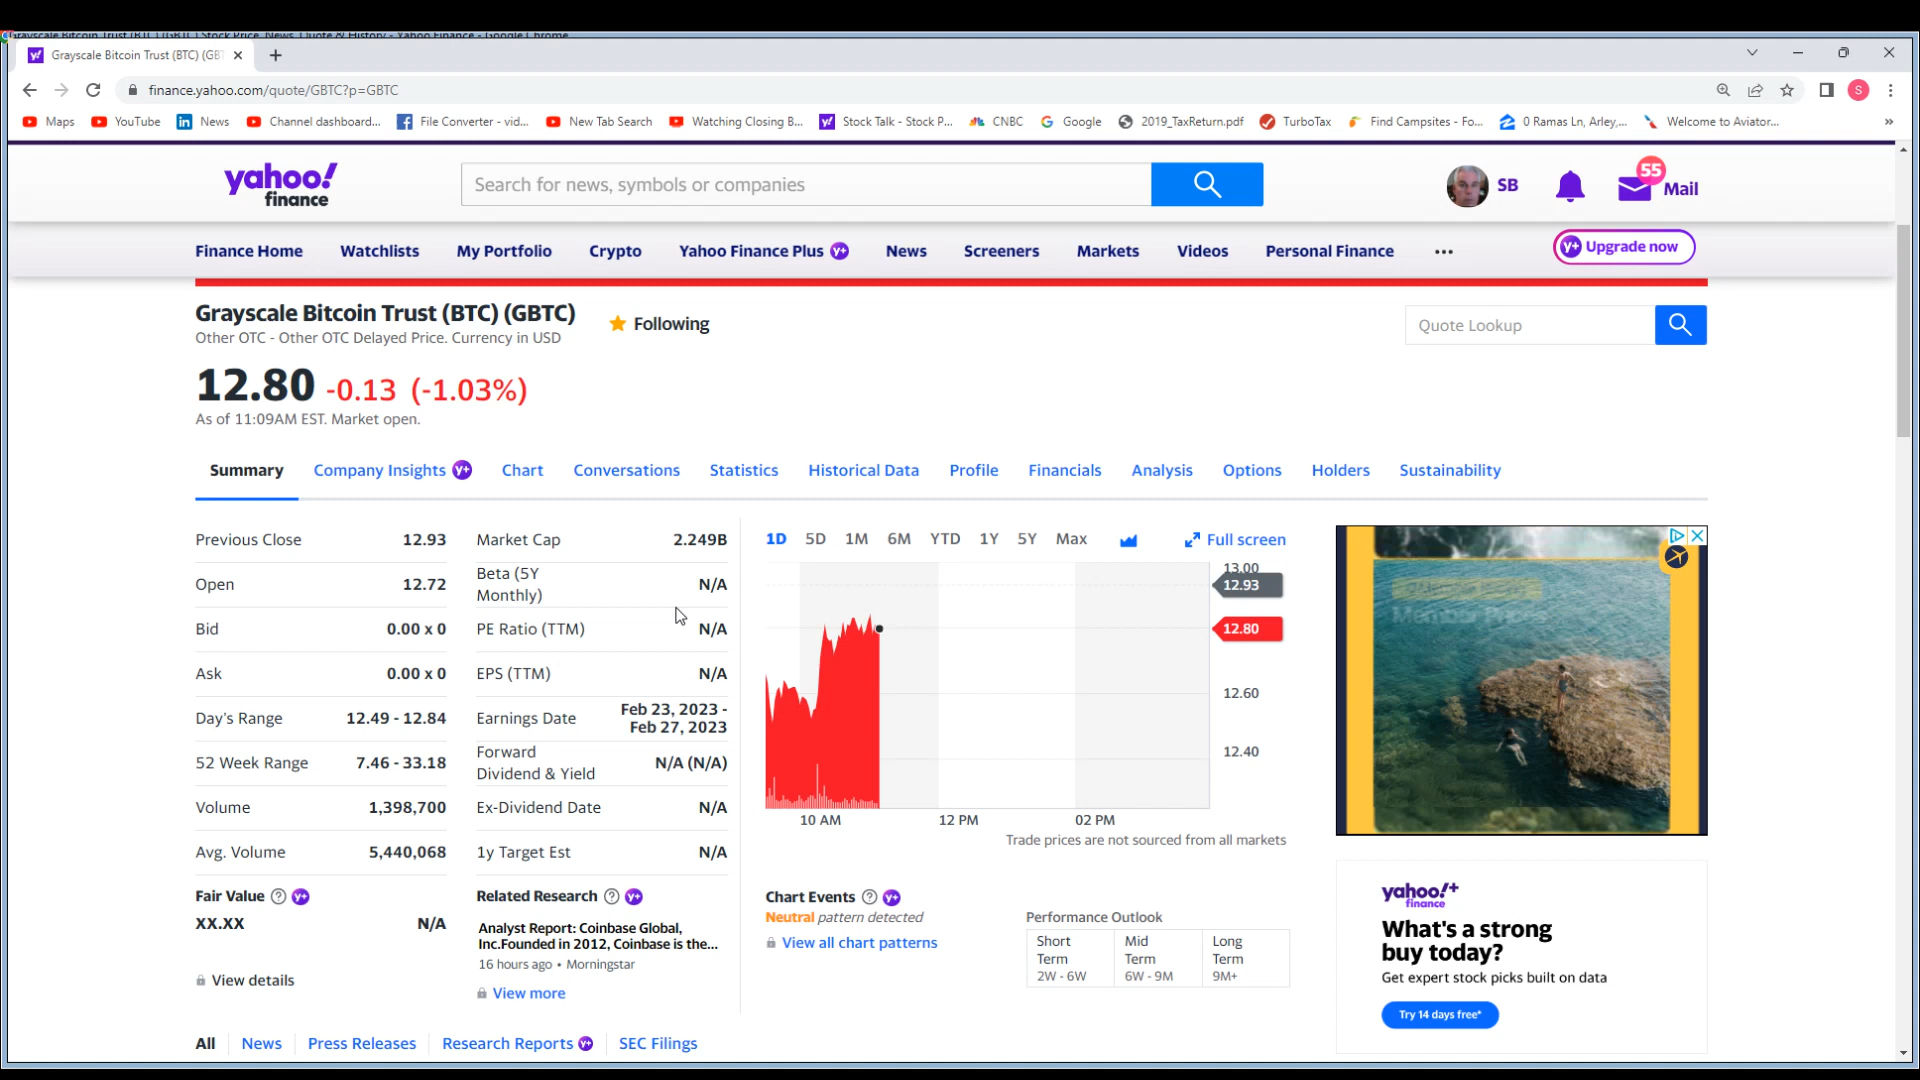 Grayscale Bitcoin Trust (BTC) (GBTC) Stock Price, News, Quote & History - Yahoo Finance - Google Chrome
Grayscale Bitcoin Trust (BTC) (GB
finance.yahoo.com/quote/GBTC?p=GBTC
S
Maps YouTube News Channel dashboard... File Converter - vid... New Tab Search Watching Closing B... Stock Talk - Stock P... CNBC Google 2019_TaxReturn.pdf TurboTax Find Campsites - Fo... 0 Ramas Ln, Arley,... Welcome to Aviator... »
yahoo!
finance
Search for news, symbols or companies
SB
55
Mail
Finance Home Watchlists My Portfolio Crypto Yahoo Finance Plus y+ News Screeners Markets Videos Personal Finance ... y+ Upgrade now
Grayscale Bitcoin Trust (BTC) (GBTC)
Other OTC - Other OTC Delayed Price. Currency in USD
Following
Quote Lookup
12.80 -0.13 (-1.03%)
As of 11:09AM EST. Market open.
Summary Company Insights y+ Chart Conversations Statistics Historical Data Profile Financials Analysis Options Holders Sustainability
Previous Close 12.93
Open 12.72
Bid 0.00 x 0
Ask 0.00 x 0
Day's Range 12.49 - 12.84
52 Week Range 7.46 - 33.18
Volume 1,398,700
Avg. Volume 5,440,068
Market Cap 2.249B
Beta (5Y
Monthly) N/A
PE Ratio (TTM) N/A
EPS (TTM) N/A
Earnings Date Feb 23, 2023 -
Feb 27, 2023
Forward
Dividend & Yield N/A (N/A)
Ex-Dividend Date N/A
1y Target Est N/A
1D 5D 1M 6M YTD 1Y 5Y Max Full screen
13.00
12.93
12.80
12.60
12.40
10 AM 12 PM 02 PM
Trade prices are not sourced from all markets
Fair Value ? y+
XX.XX N/A
View details
Related Research ? y+
Analyst Report: Coinbase Global,
Inc.Founded in 2012, Coinbase is the...
16 hours ago • Morningstar
View more
Chart Events ? y+
Neutral pattern detected
View all chart patterns
Performance Outlook
Short
Term
2W - 6W
Mid
Term
6W - 9M
Long
Term
9M+
yahoo!+
finance
What's a strong
buy today?
Get expert stock picks built on data
Try 14 days free*
All News Press Releases Research Reports y+ SEC Filings